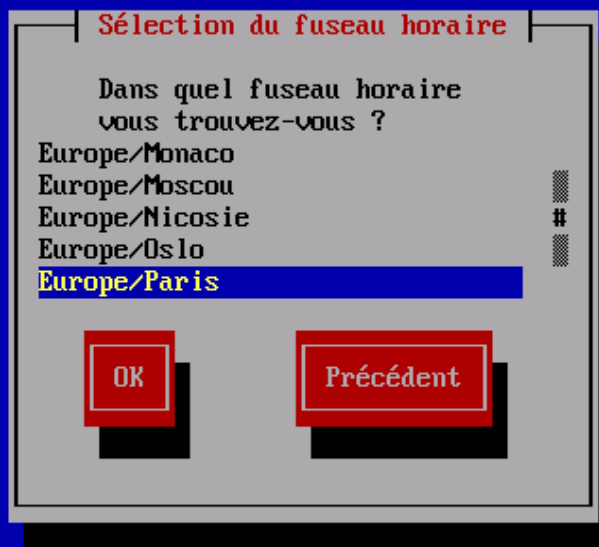 Sélection du fuseau horaire
Dans quel fuseau horaire
vous trouvez-vous ?
Europe/Monaco
Europe/Moscou
Europe/Nicosie #
Europe/Oslo
Europe/Paris
OK Précédent